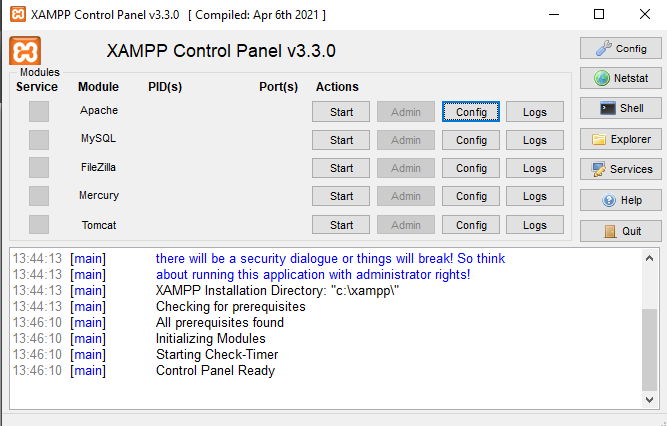 XAMPP Control Panel v3.3.0 [ Compiled: Apr 6th 2021 ]
XAMPP Control Panel v3.3.0
Config
Modules
Service Module PID(s) Port(s) Actions
Netstat
Apache Start Admin Config Logs
Shell
MySQL Start Admin Config Logs
Explorer
FileZilla Start Admin Config Logs
Services
Mercury Start Admin Config Logs
Help
Tomcat Start Admin Config Logs
Quit
13:44:13 [main] there will be a security dialogue or things will break! So think
13:44:13 [main] about running this application with administrator rights!
13:44:13 [main] XAMPP Installation Directory: "c:\xampp\"
13:44:13 [main] Checking for prerequisites
13:46:10 [main] All prerequisites found
13:46:10 [main] Initializing Modules
13:46:10 [main] Starting Check-Timer
13:46:10 [main] Control Panel Ready